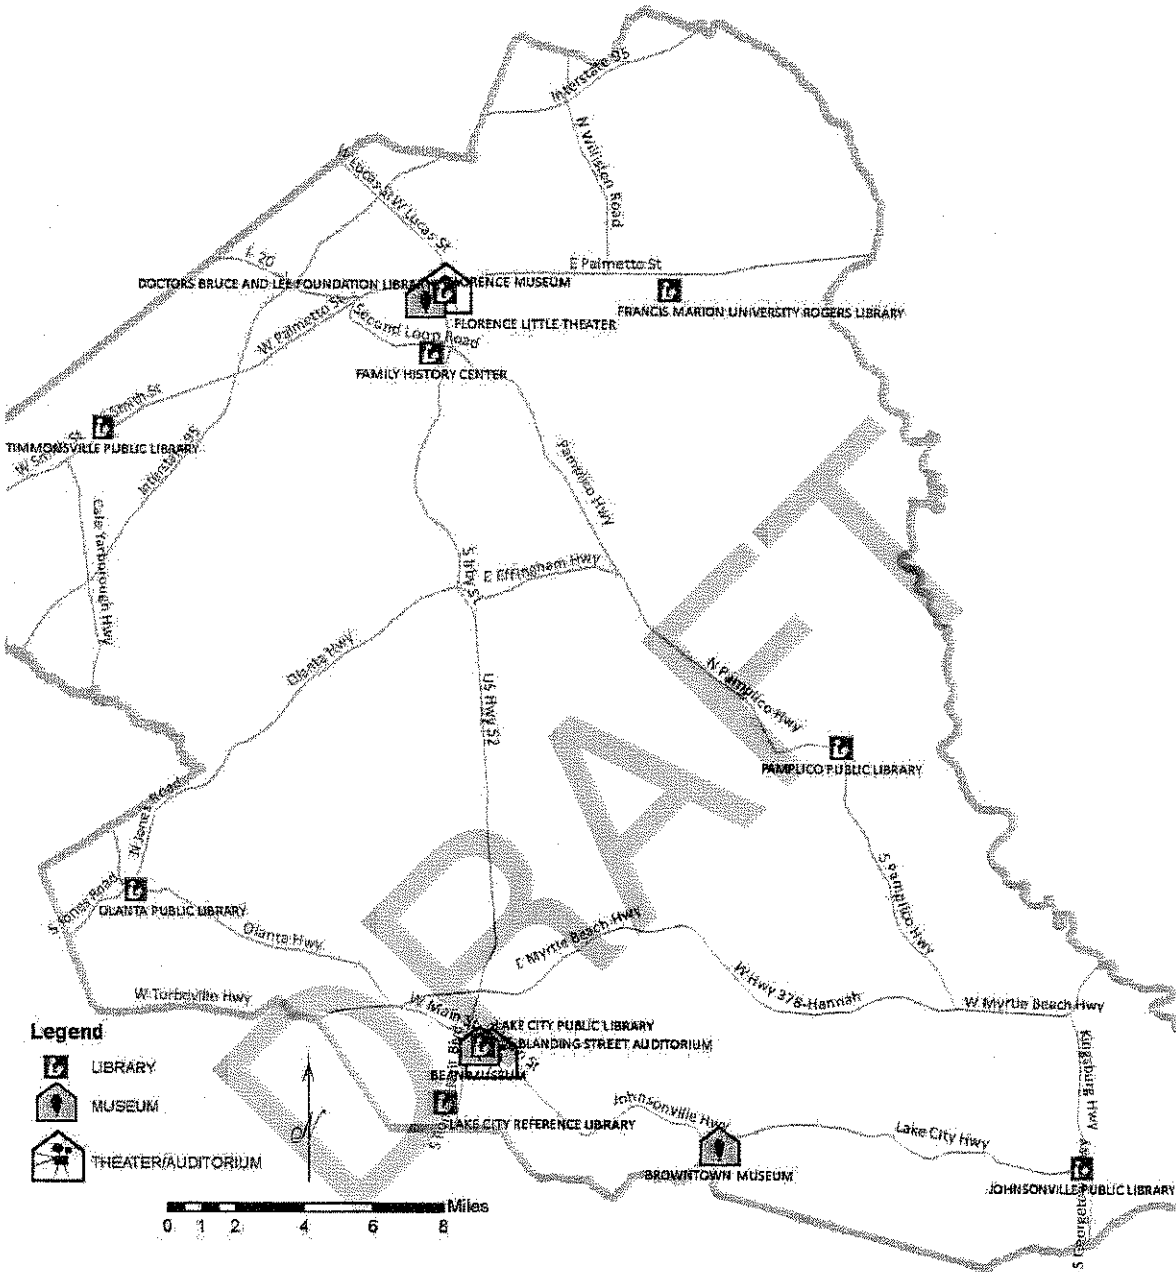 Interstate 95
N Williston Road
W Lucas St W Lucas St
I- 20
E Palmetto St
DOCTORS BRUCE AND LEE FOUNDATION
FLORENCE MUSEUM
FRANCIS MARION UNIVERSITY ROGERS LIBRARY
FLORENCE LITTLE THEATER
W Palmetto St
Second Loop Road
FAMILY HISTORY CENTER
Smith St
TIMMONSVILLE PUBLIC LIBRARY
Interstate 95
Cale Yarborough Hwy
Pamplico Hwy
S Irby St
E Effingham Hwy
Olanta Hwy
US Hwy 52
N Pamplico Hwy
PAMPLICO PUBLIC LIBRARY
N Jones Road
S Jones Road
OLANTA PUBLIC LIBRARY
Olanta Hwy
S Pamplico Hwy
E Myrtle Beach Hwy
W Hwy 378-Hannah
W Myrtle Beach Hwy
W Turbeville Hwy
W Main St
LAKE CITY PUBLIC LIBRARY
BLANDING STREET AUDITORIUM
BEAN MUSEUM
LAKE CITY REFERENCE LIBRARY
Johnsonville Hwy
BROWNTOWN MUSEUM
Lake City Hwy
Kingsburg Hwy
JOHNSONVILLE PUBLIC LIBRARY
DRAFT
Legend
LIBRARY
MUSEUM
THEATER/AUDITORIUM
N
Miles
0 1 2 4 6 8